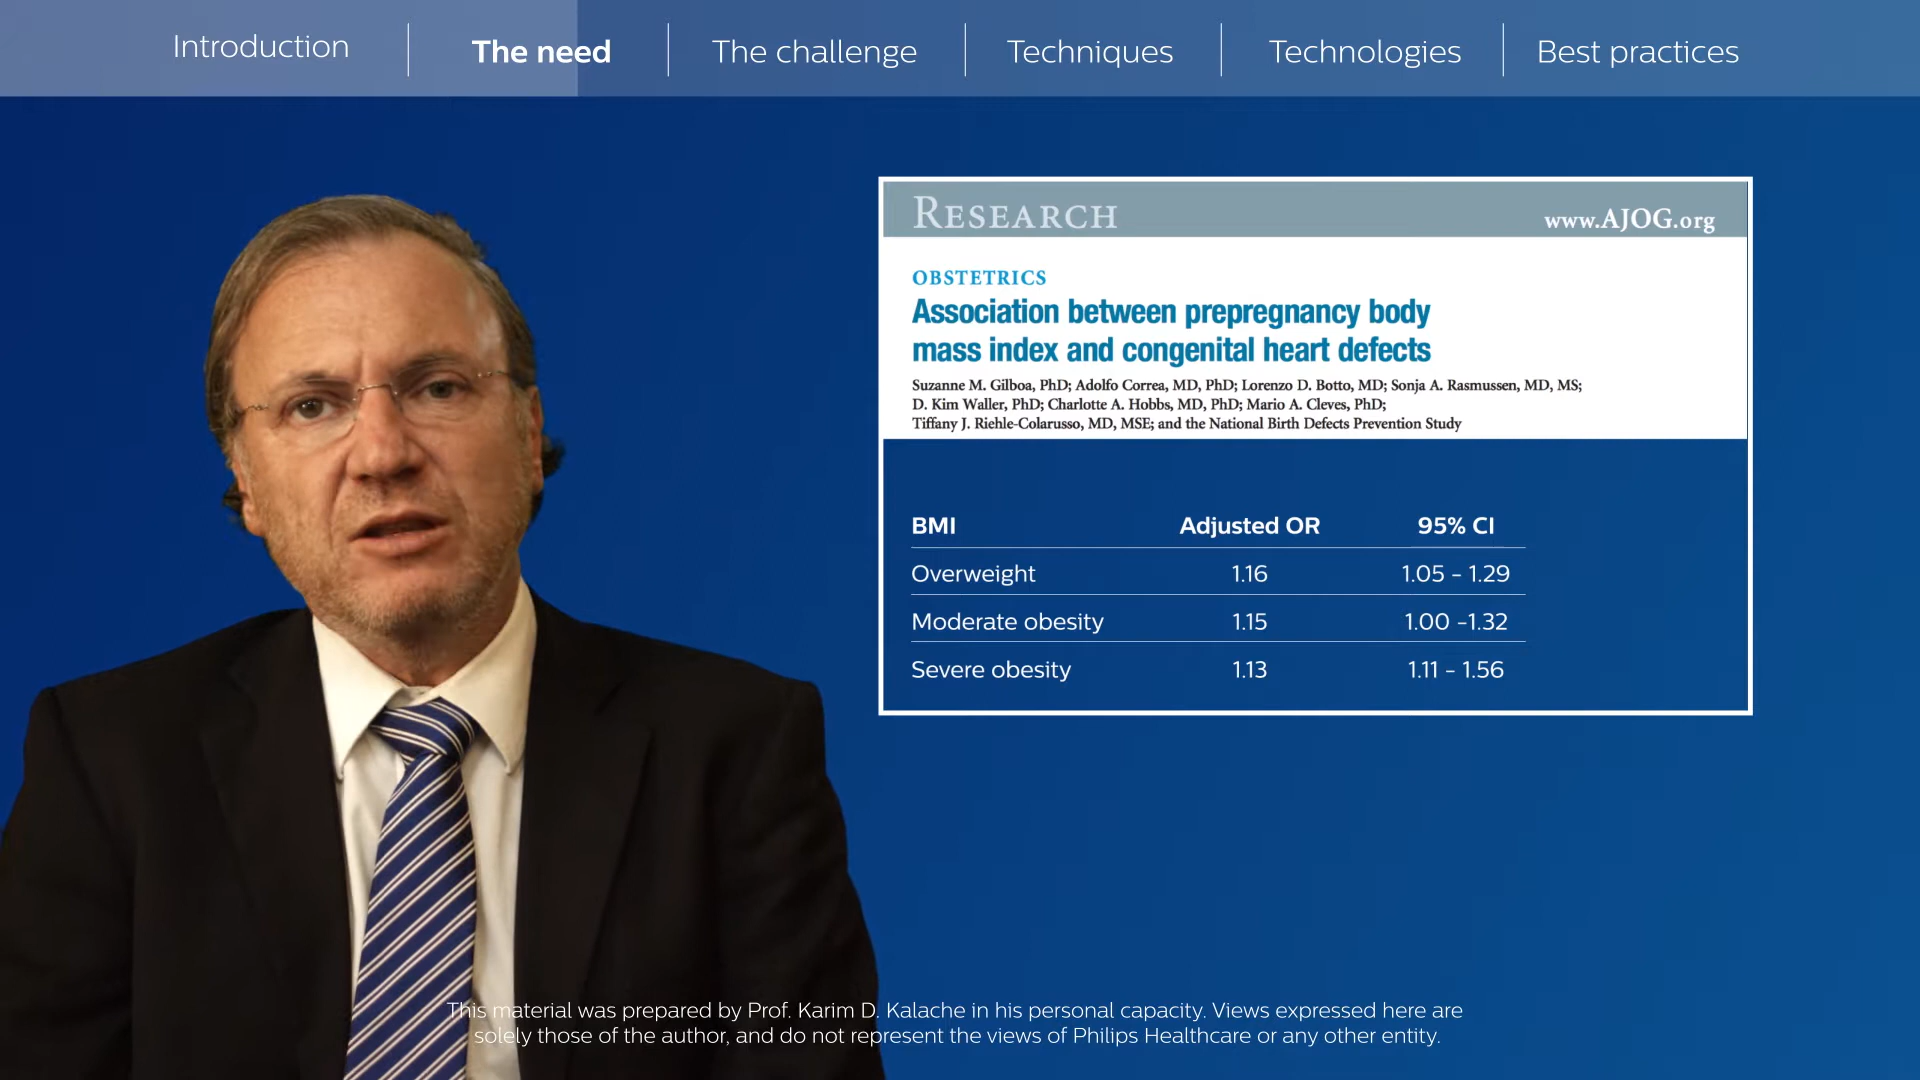 Introduction
The need
The challenge
Techniques
Technologies
Best practices
RESEARCH
www.AJOG.org
OBSTETRICS
Association between prepregnancy body
mass index and congenital heart defects
Suzanne M. Gilboa, PhD; Adolfo Correa, MD, PhD; Lorenzo D. Botto, MD; Sonja A. Rasmussen, MD, MS;
D. Kim Waller, PhD; Charlotte A. Hobbs, MD, PhD; Mario A. Cleves, PhD;
Tiffany J. Riehle-Colarusso, MD, MSE; and the National Birth Defects Prevention Study
BMI Adjusted OR 95% CI
Overweight 1.16 1.05 - 1.29
Moderate obesity 1.15 1.00 -1.32
Severe obesity 1.13 1.11 - 1.56
This material was prepared by Prof. Karim D. Kalache in his personal capacity. Views expressed here are
solely those of the author, and do not represent the views of Philips Healthcare or any other entity.